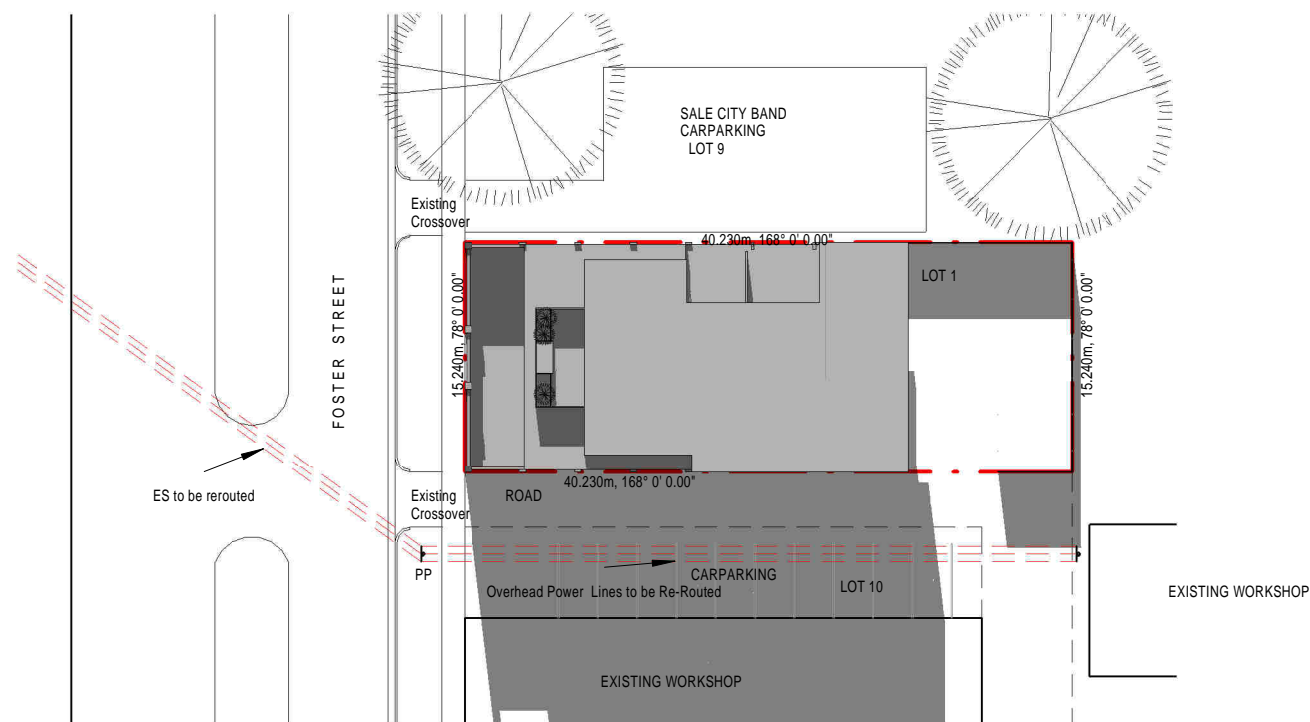 SALE CITY BAND
CARPARKING
LOT 9
Existing
Crossover
40.230m, 168° 0' 0.00"
LOT 1
FOSTER STREET
15.240m, 78° 0' 0.00"
15.240m, 78° 0' 0.00"
40.230m, 168° 0' 0.00"
ES to be rerouted
Existing
Crossover
ROAD
PP
CARPARKING
Overhead Power Lines to be Re-Routed
LOT 10
EXISTING WORKSHOP
EXISTING WORKSHOP